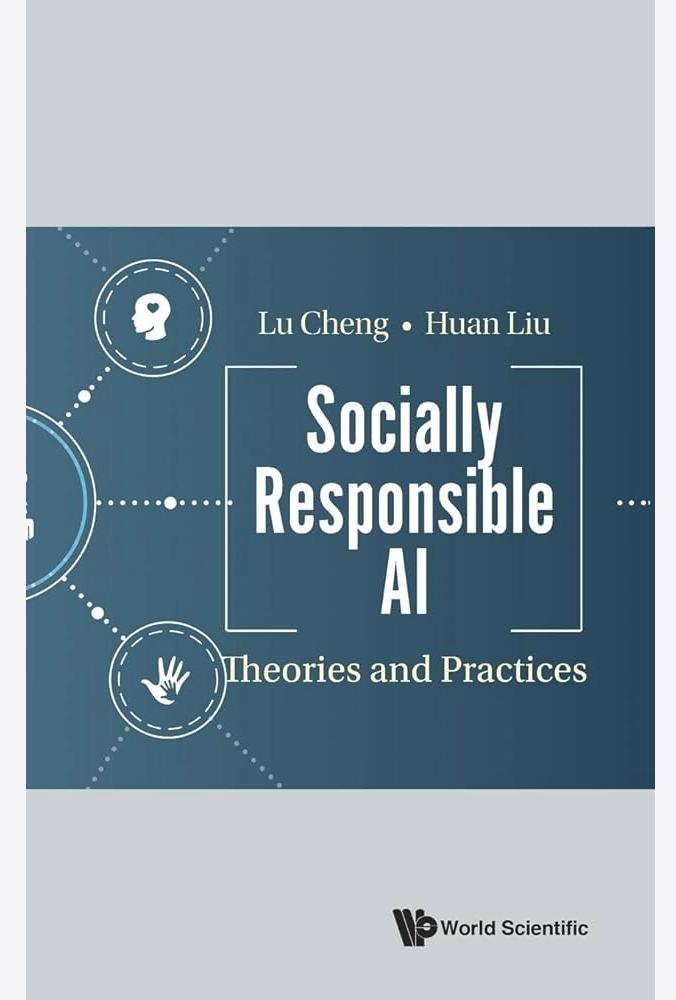 Lu Cheng • Huan Liu
Socially
Responsible
AI
Theories and Practices
World Scientific